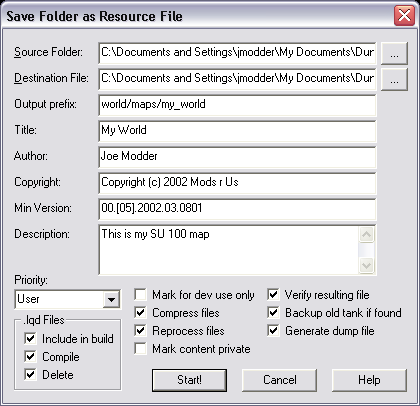 Save Folder as Resource File
Source Folder: C:\Documents and Settings\jmodder\My Documents\Dun ...
Destination File: C:\Documents and Settings\jmodder\My Documents\Dun ...
Output prefix: world/maps/my_world
Title: My World
Author: Joe Modder
Copyright: Copyright (c) 2002 Mods r Us
Min Version: 00.[05].2002.03.0801
Description: This is my SU 100 map
Priority:
User
Mark for dev use only
Verify resulting file
Compress files
Backup old tank if found
Reprocess files
Generate dump file
Mark content private
.lqd Files
Include in build
Compile
Delete
Start! Cancel Help